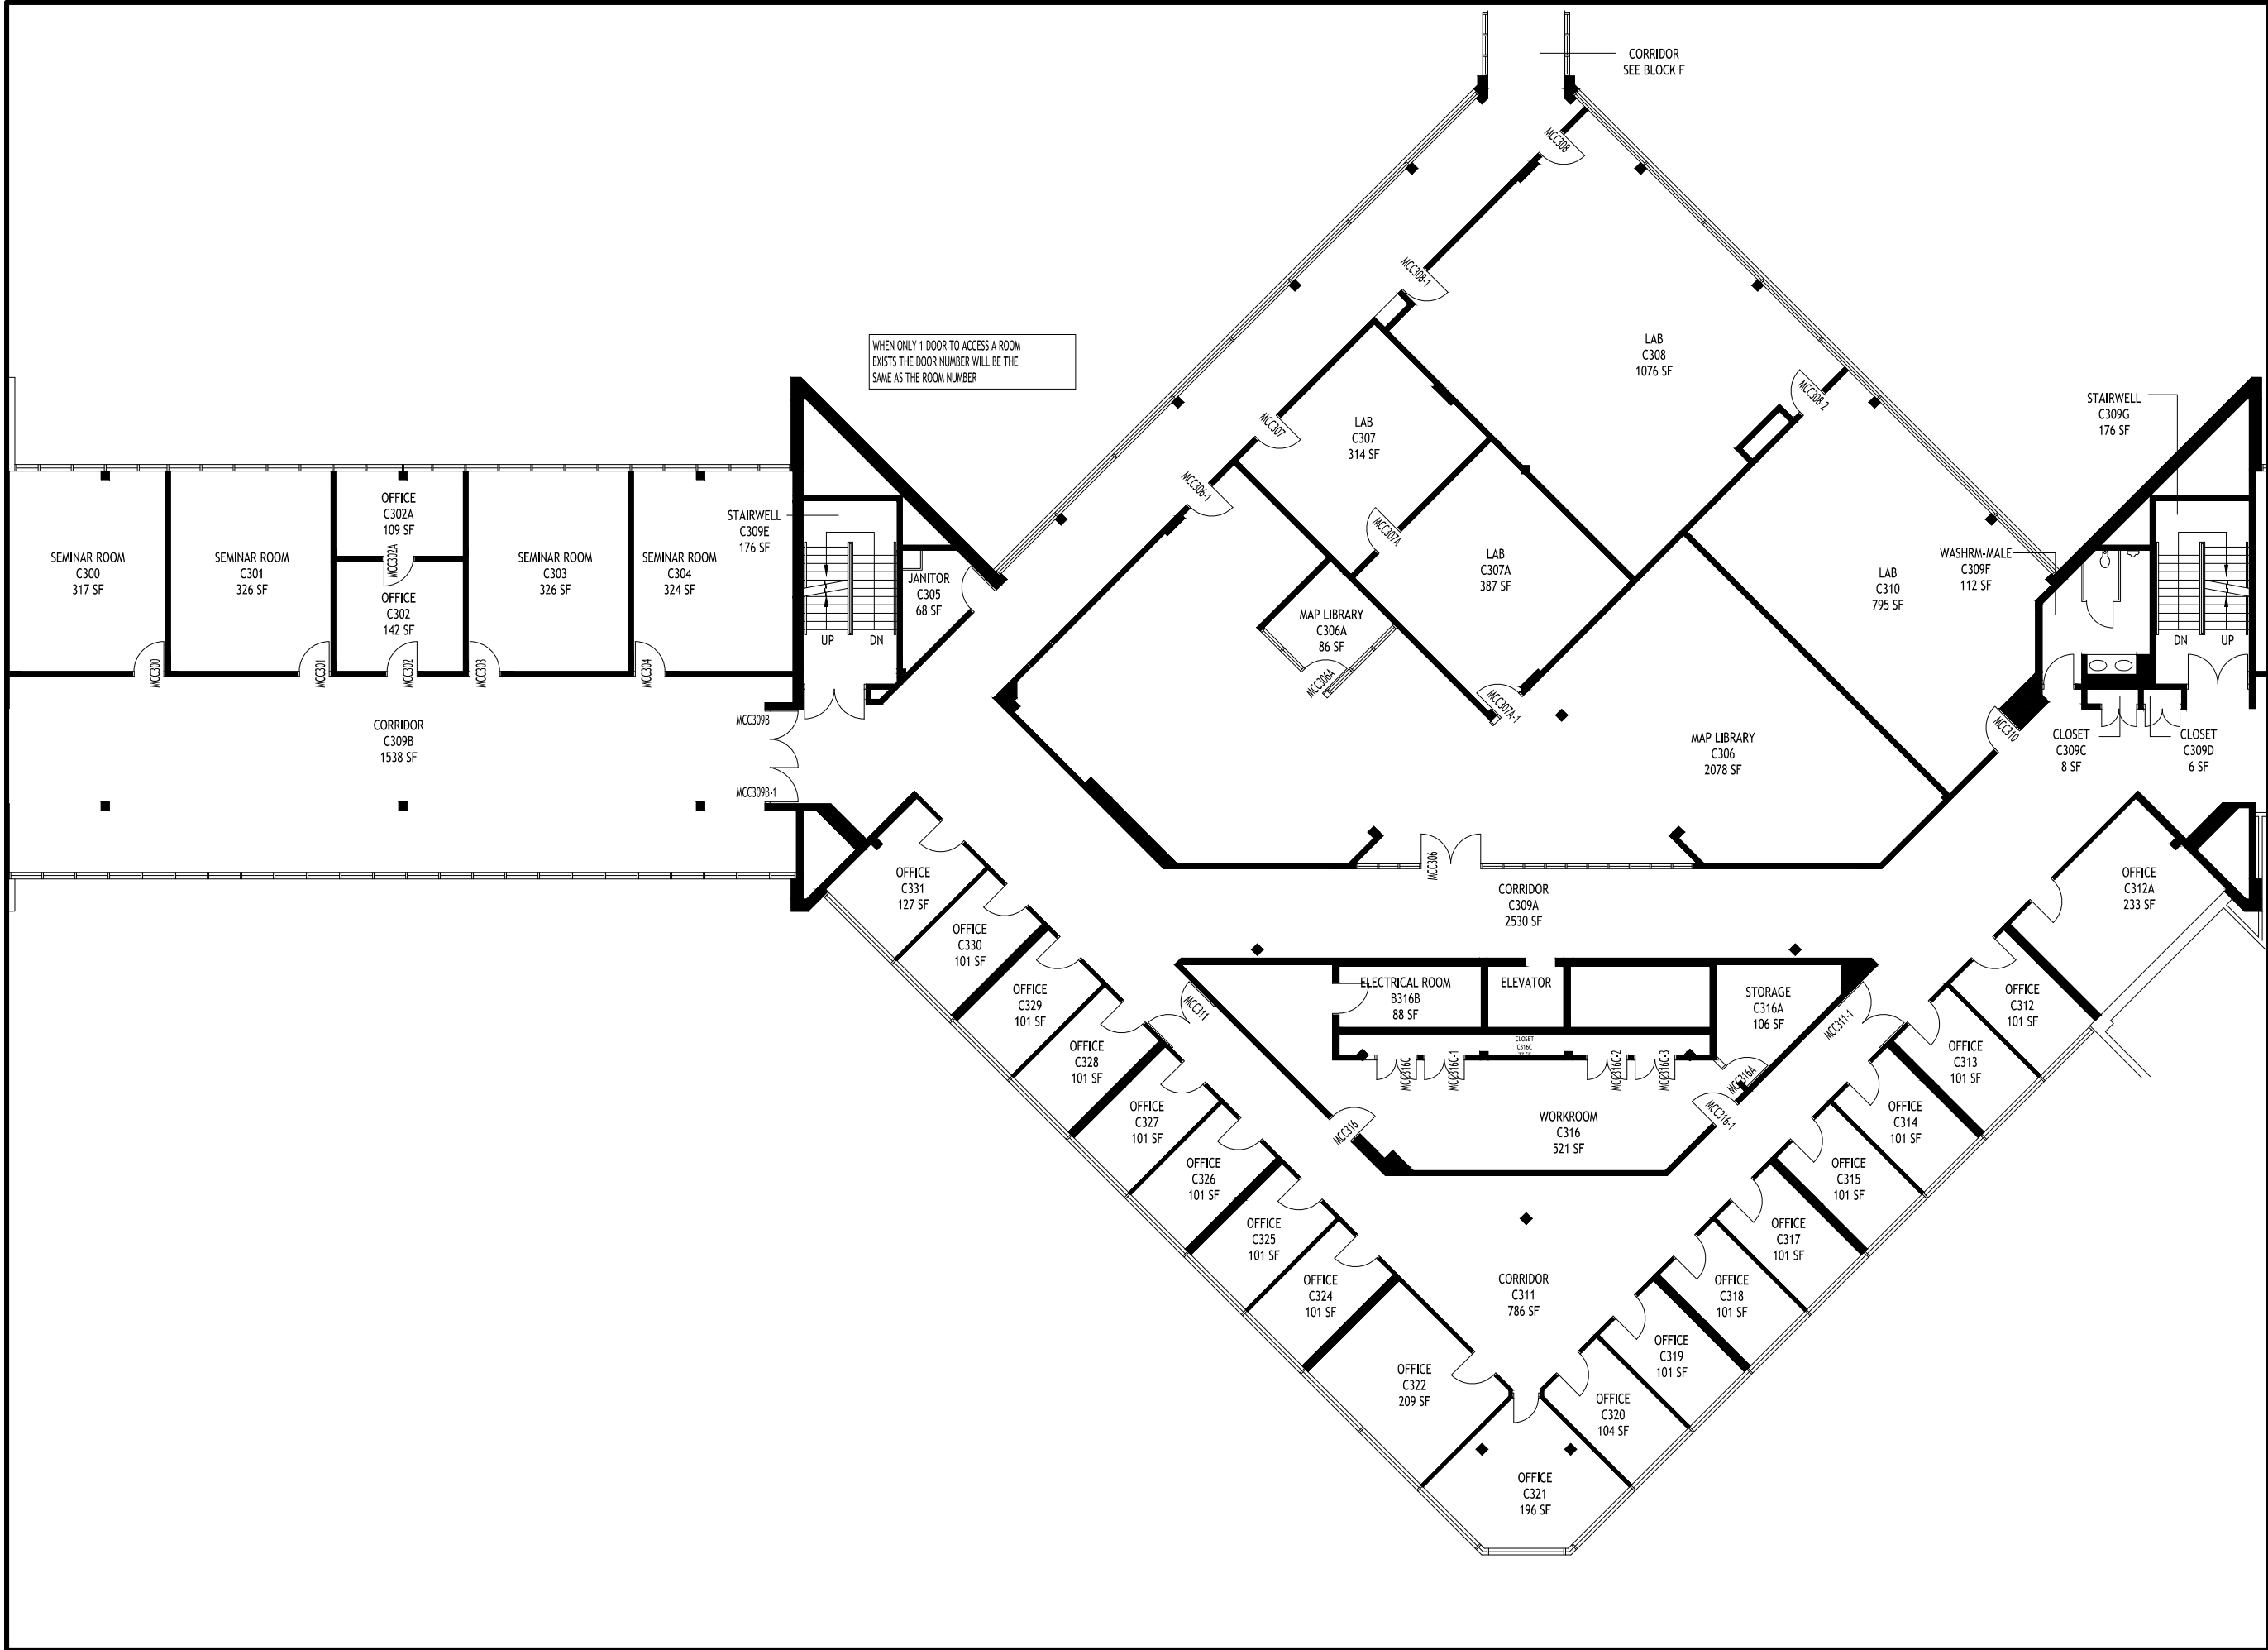 CORRIDOR
SEE BLOCK F
MCC308
MCC308-1
WHEN ONLY 1 DOOR TO ACCESS A ROOM
EXISTS THE DOOR NUMBER WILL BE THE
SAME AS THE ROOM NUMBER
LAB
C308
1076 SF
MCC308-2
STAIRWELL
C309G
176 SF
MCC307
LAB
C307
314 SF
MCC306-1
MCC307A
OFFICE
C302A
109 SF
MCC302A
STAIRWELL
C309E
176 SF
SEMINAR ROOM
C300
317 SF
SEMINAR ROOM
C301
326 SF
OFFICE
C302
142 SF
SEMINAR ROOM
C303
326 SF
SEMINAR ROOM
C304
324 SF
JANITOR
C305
68 SF
LAB
C307A
387 SF
LAB
C310
795 SF
WASHRM-MALE
C309F
112 SF
MAP LIBRARY
C306A
86 SF
UP
DN
DN
UP
MCC300
MCC301
MCC302
MCC303
MCC304
MCC306A
MCC307A-1
MCC310
CORRIDOR
C309B
1538 SF
MCC309B
MCC309B-1
MAP LIBRARY
C306
2078 SF
CLOSET
C309C
8 SF
CLOSET
C309D
6 SF
MCC306
OFFICE
C331
127 SF
CORRIDOR
C309A
2530 SF
OFFICE
C312A
233 SF
OFFICE
C330
101 SF
OFFICE
C329
101 SF
MCC311
ELECTRICAL ROOM
B316B
88 SF
ELEVATOR
STORAGE
C316A
106 SF
MCC311-1
OFFICE
C312
101 SF
OFFICE
C328
101 SF
CLOSET
C316C
OFFICE
C313
101 SF
MCC316C
MCC316C-1
MCC316C-2
MCC316C-3
MCC316A
OFFICE
C327
101 SF
MCC316
WORKROOM
C316
521 SF
MCC316-1
OFFICE
C314
101 SF
OFFICE
C326
101 SF
OFFICE
C315
101 SF
OFFICE
C325
101 SF
OFFICE
C317
101 SF
OFFICE
C324
101 SF
CORRIDOR
C311
786 SF
OFFICE
C318
101 SF
OFFICE
C322
209 SF
OFFICE
C319
101 SF
OFFICE
C320
104 SF
OFFICE
C321
196 SF